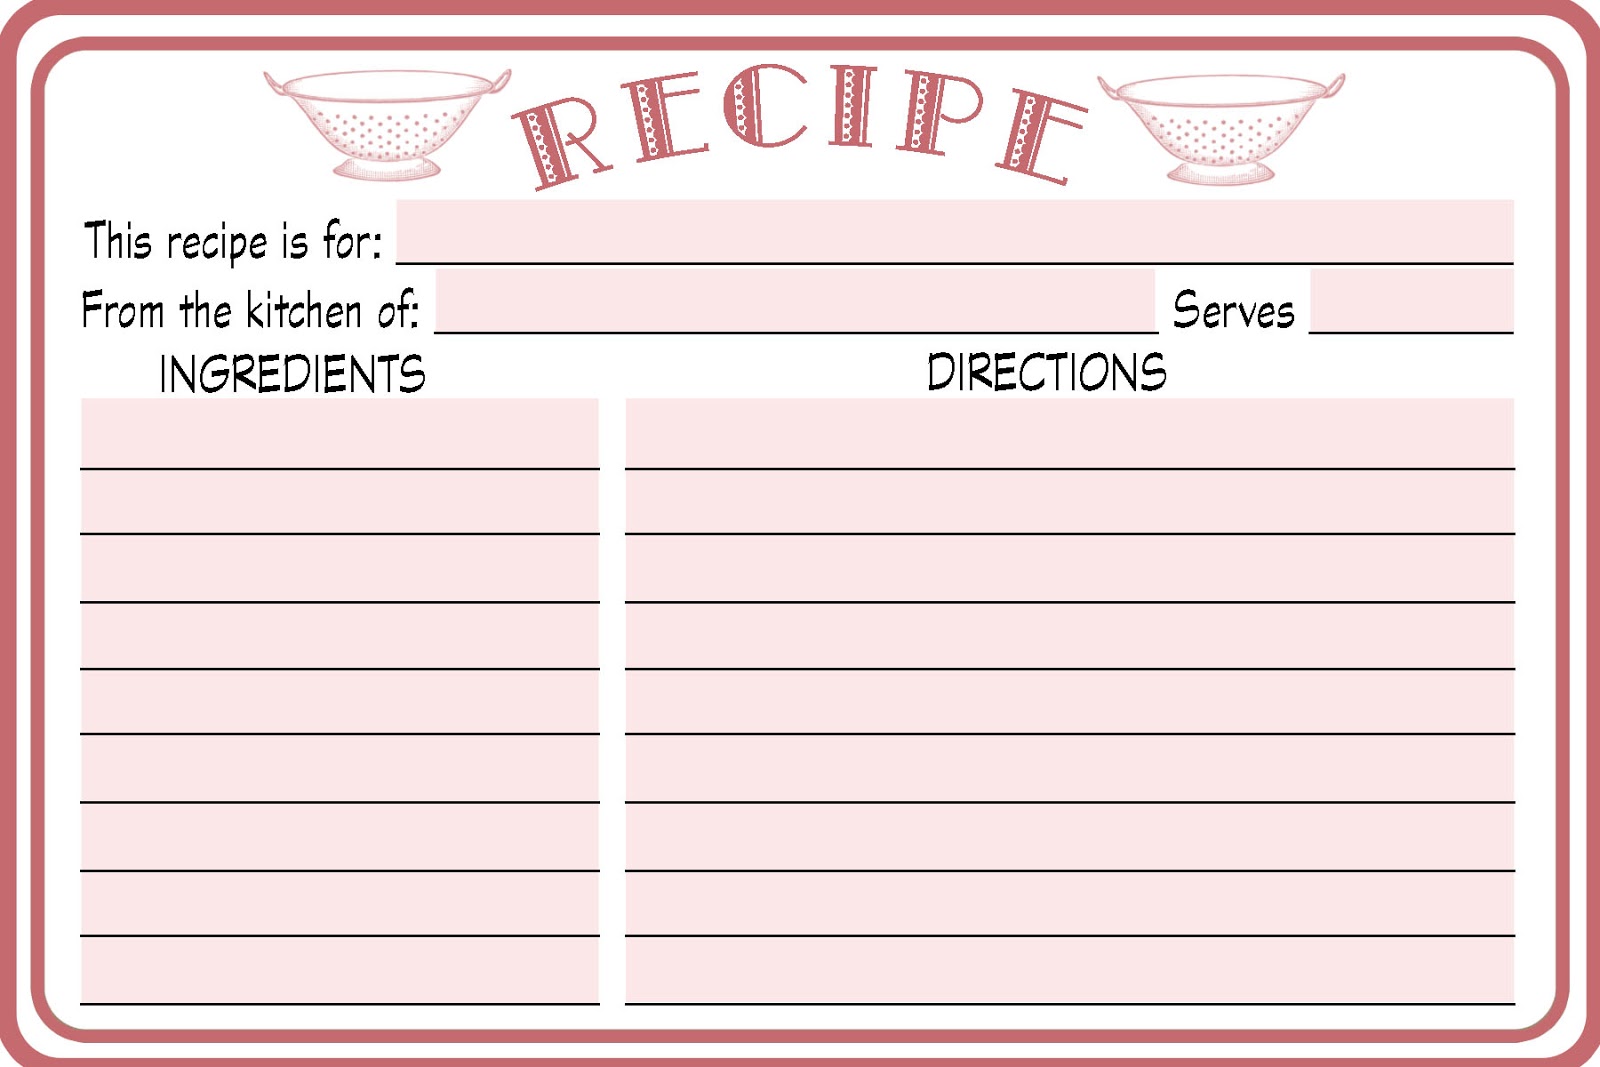 RECIPE
This recipe is for:
From the kitchen of: Serves
INGREDIENTS DIRECTIONS